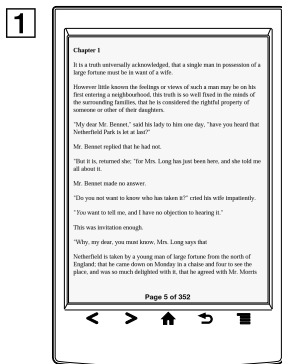 1
Chapter 1
It is a truth universally acknowledged, that a single man in possession of a
large fortune must be in want of a wife.
However little known the feelings or views of such a man may be on his
first entering a neighbourhood, this truth is so well fixed in the minds of
the surrounding families, that he is considered the rightful property of
someone or other of their daughters.
"My dear Mr. Bennet," said his lady to him one day, "have you heard that
Netherfield Park is let at last?"
Mr. Bennet replied that he had not.
"But it is, returned she; "for Mrs. Long has just been here, and she told me
all about it.
Mr. Bennet made no answer.
"Do you not want to know who has taken it?" cried his wife impatiently.
"You want to tell me, and I have no objection to hearing it."
This was invitation enough.
"Why, my dear, you must know, Mrs. Long says that
Netherfield is taken by a young man of large fortune from the north of
England; that he came down on Monday in a chaise and four to see the
place, and was so much delighted with it, that he agreed with Mr. Morris
Page 5 of 352